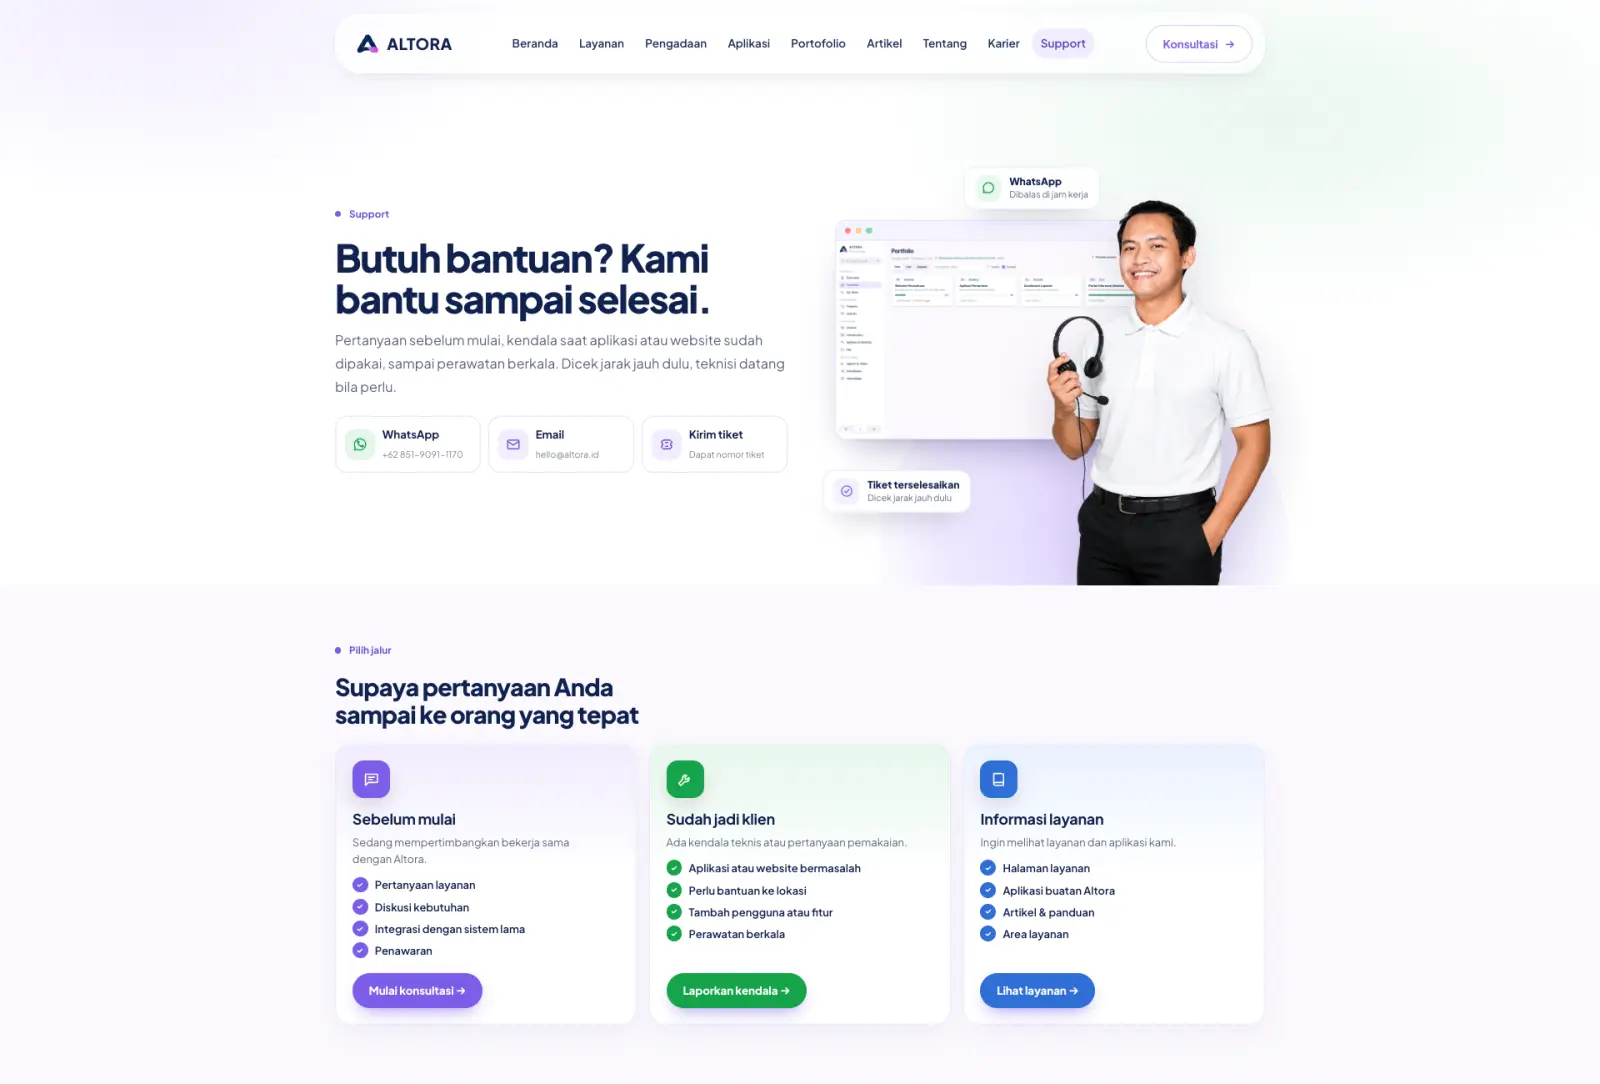 ALTORA
Beranda
Layanan
Pengadaan
Aplikasi
Portofolio
Artikel
Tentang
Karier
Support
Konsultasi →
Support
Butuh bantuan? Kami
bantu sampai selesai.
Pertanyaan sebelum mulai, kendala saat aplikasi atau website sudah
dipakai, sampai perawatan berkala. Dicek jarak jauh dulu, teknisi datang
bila perlu.
WhatsApp
+62 851-9091-1170
Email
hello@altora.id
Kirim tiket
Dapat nomor tiket
WhatsApp
Dibalas di jam kerja
ALTORA
Portfolio
Tiket terselesaikan
Dicek jarak jauh dulu
Pilih jalur
Supaya pertanyaan Anda
sampai ke orang yang tepat
Sebelum mulai
Sedang mempertimbangkan bekerja sama
dengan Altora.
Pertanyaan layanan
Diskusi kebutuhan
Integrasi dengan sistem lama
Penawaran
Mulai konsultasi →
Sudah jadi klien
Ada kendala teknis atau pertanyaan pemakaian.
Aplikasi atau website bermasalah
Perlu bantuan ke lokasi
Tambah pengguna atau fitur
Perawatan berkala
Laporkan kendala →
Informasi layanan
Ingin melihat layanan dan aplikasi kami.
Halaman layanan
Aplikasi buatan Altora
Artikel & panduan
Area layanan
Lihat layanan →